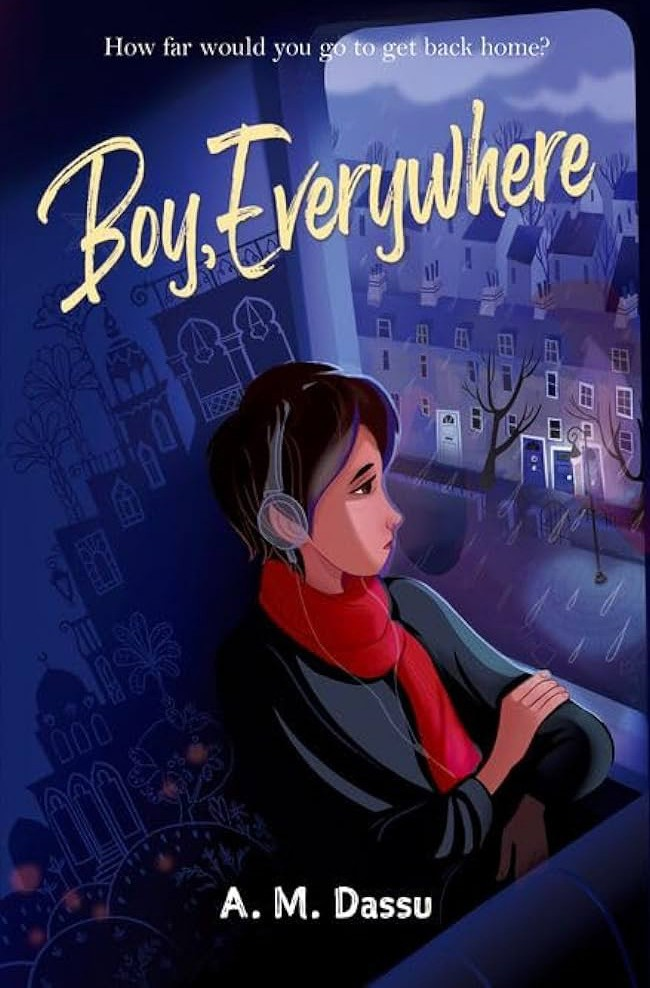 How far would you go to get back home?
Boy, Everywhere
A. M. Dassu